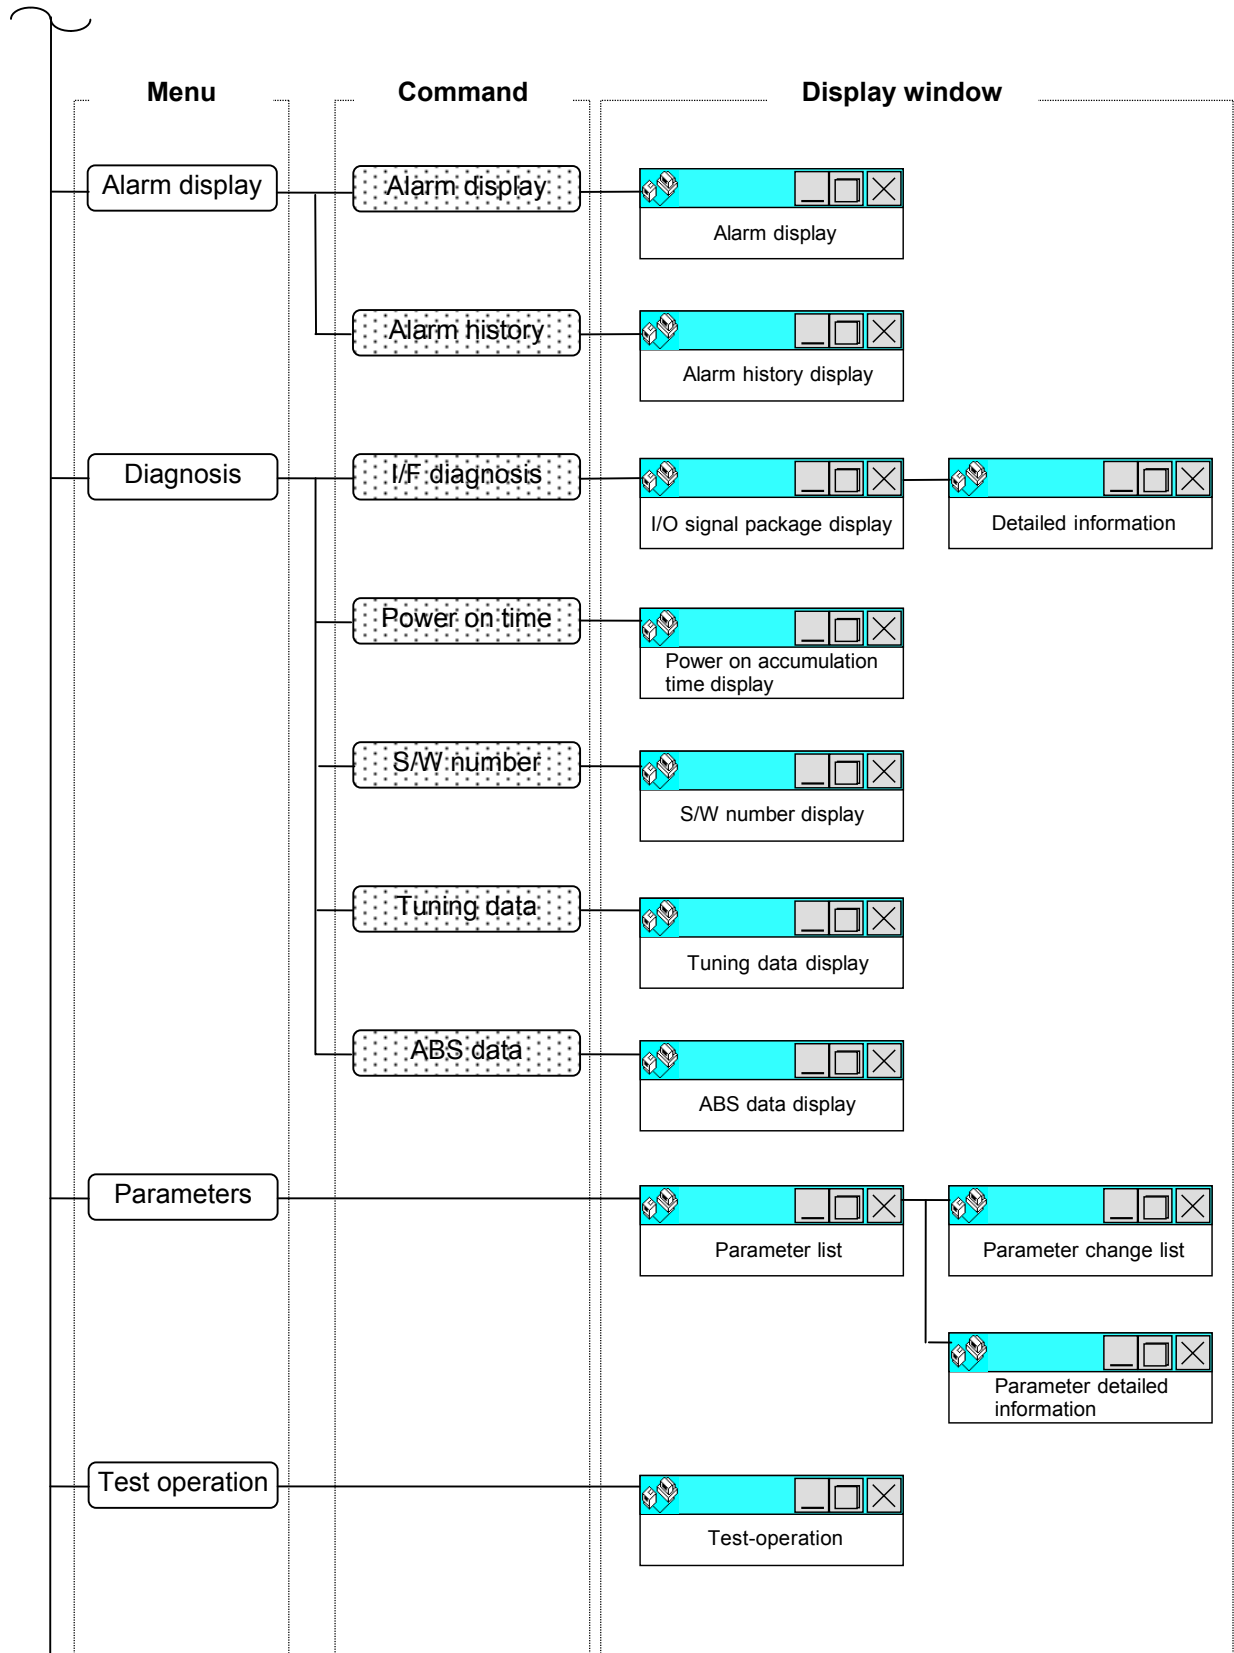 Menu
Command
Display window
Alarm display
Alarm display
Alarm display
Alarm history
Alarm history display
Diagnosis
I/F diagnosis
I/O signal package display
Detailed information
Power on time
Power on accumulation
time display
S/W number
S/W number display
Tuning data
Tuning data display
ABS data
ABS data display
Parameters
Parameter list
Parameter change list
Parameter detailed
information
Test operation
Test-operation